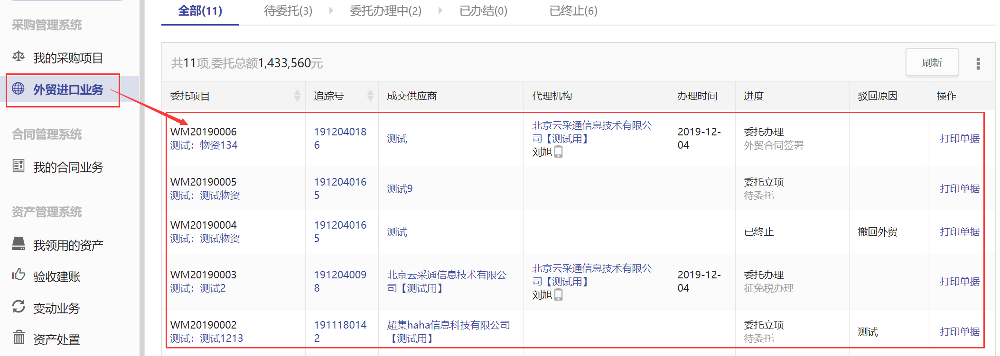 采购管理系统
我的采购项目
外贸进口业务
合同管理系统
我的合同业务
资产管理系统
我领用的资产
验收建账
变动业务
资产处置
全部(11) 待委托(3) 委托办理中(2) 已办结(0) 已终止(6)
共11项,委托总额1,433,560元
刷新
委托项目 追踪号 成交供应商 代理机构 办理时间 进度 驳回原因 操作
WM20190006
测试：物资134
191204018
6
测试
北京云采通信息技术有限公
司【测试用】
刘旭
2019-12-
04
委托办理
外贸合同签署
打印单据
WM20190005
测试：测试物资
191204016
5
测试9
委托立项
待委托
打印单据
WM20190004
测试：测试物资
191204016
5
测试
已终止
撤回外贸
打印单据
WM20190003
测试：测试2
191204009
8
北京云采通信息技术有限公
司【测试用】
北京云采通信息技术有限公
司【测试用】
刘旭
2019-12-
04
委托办理
征免税办理
打印单据
WM20190002
测试：测试1213
191118014
2
超集haha信息科技有限公司
【测试用】
委托立项
待委托
测试
打印单据